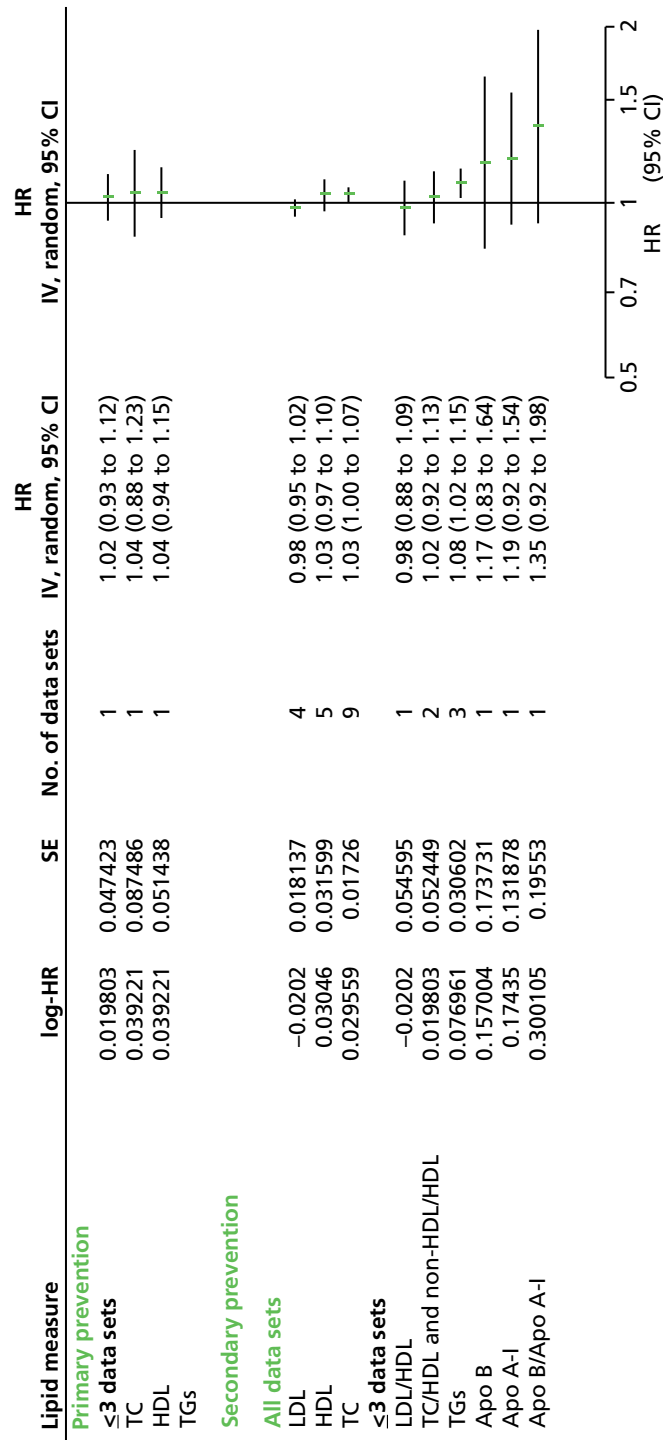 HR HR
Lipid measure log-HR SE No. of data sets IV, random, 95% CI IV, random, 95% CI
Primary prevention
≤3 data sets 0.019803 0.047423 1 1.02 (0.93 to 1.12)
TC 0.039221 0.087486 1 1.04 (0.88 to 1.23)
HDL 0.039221 0.051438 1 1.04 (0.94 to 1.15)
TGs
Secondary prevention
All data sets
LDL −0.0202 0.018137 4 0.98 (0.95 to 1.02)
HDL 0.03046 0.031599 5 1.03 (0.97 to 1.10)
TC 0.029559 0.01726 9 1.03 (1.00 to 1.07)
≤3 data sets
LDL/HDL −0.0202 0.054595 1 0.98 (0.88 to 1.09)
TC/HDL and non-HDL/HDL 0.019803 0.052449 2 1.02 (0.92 to 1.13)
TGs 0.076961 0.030602 3 1.08 (1.02 to 1.15)
Apo B 0.157004 0.173731 1 1.17 (0.83 to 1.64)
Apo A-I 0.17435 0.131878 1 1.19 (0.92 to 1.54)
Apo B/Apo A-I 0.300105 0.19553 1 1.35 (0.92 to 1.98)
0.5 0.7 1 1.5 2
HR (95% CI)